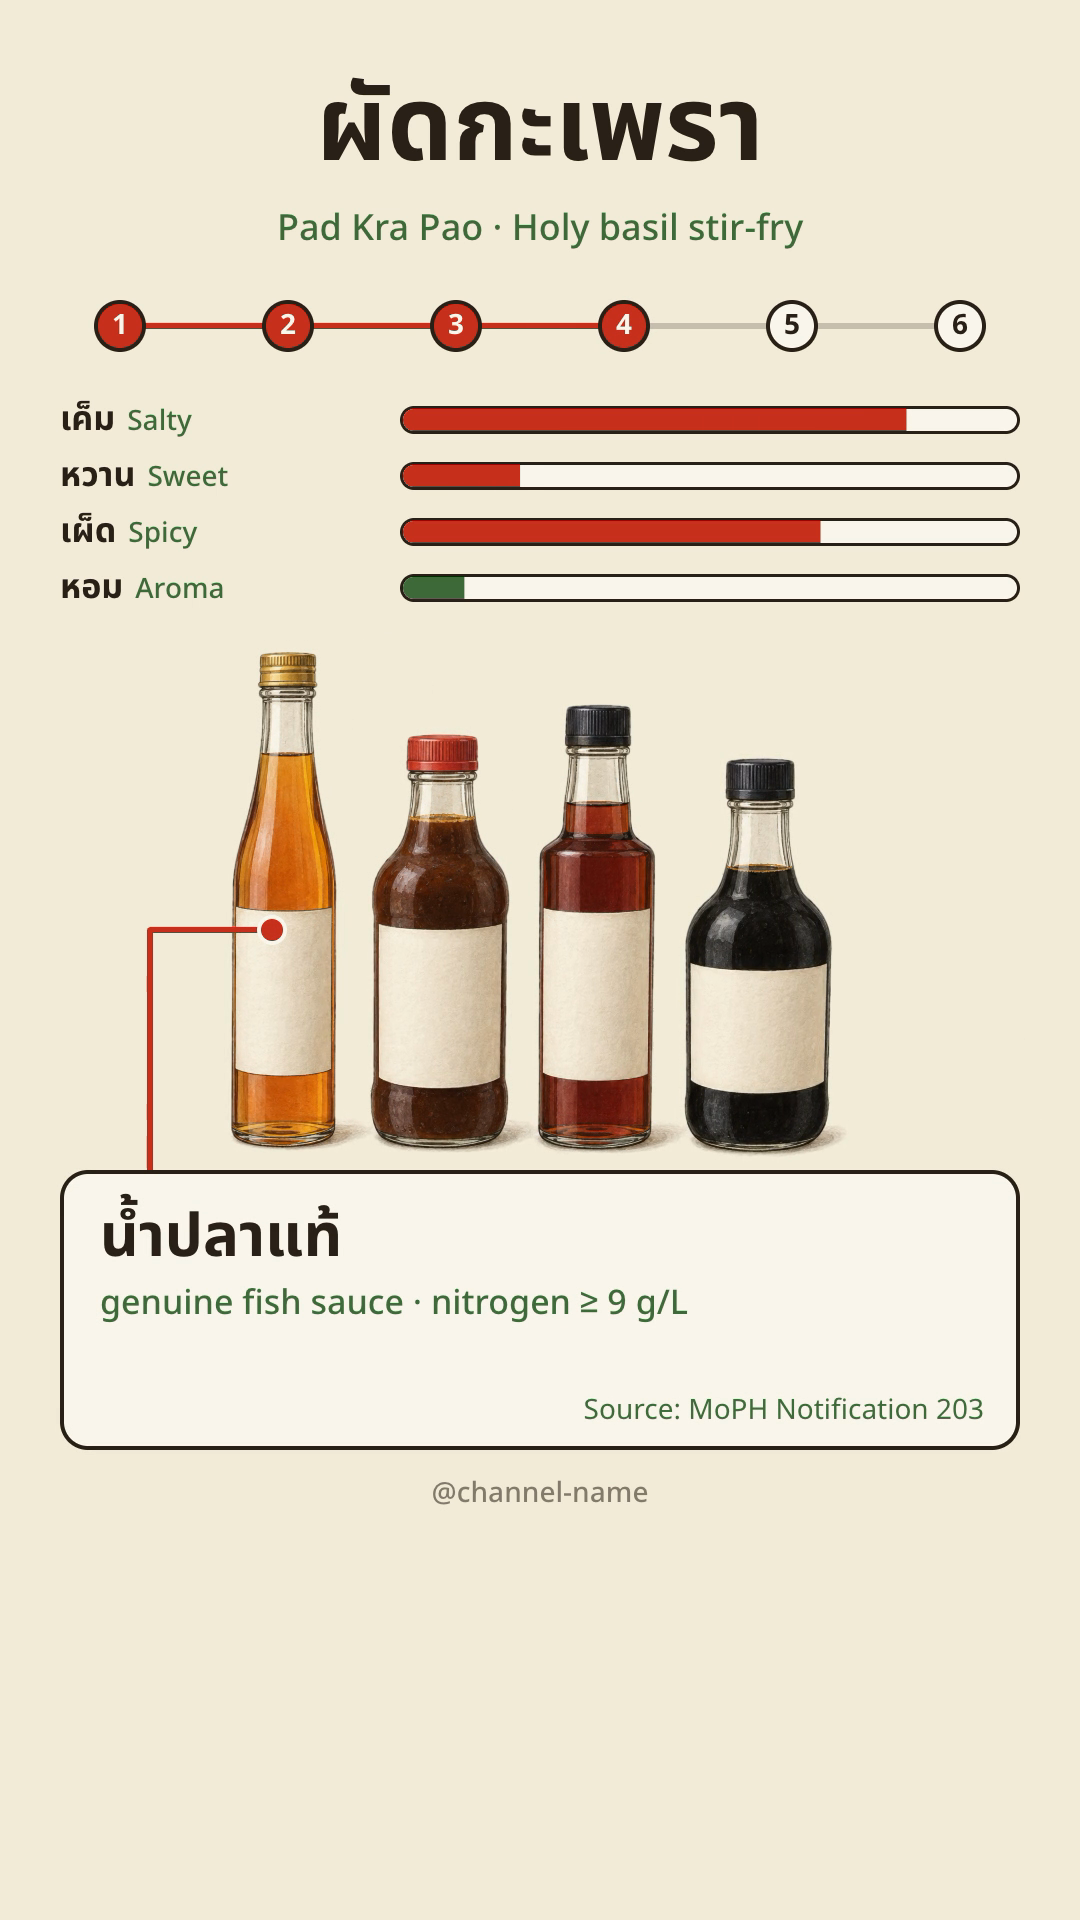 ผัดกะเพรา
Pad Kra Pao · Holy basil stir-fry
1 2 3 4 5 6
เค็ม Salty
หวาน Sweet
เผ็ด Spicy
หอม Aroma
น้ำปลาแท้
genuine fish sauce · nitrogen ≥ 9 g/L
Source: MoPH Notification 203
@channel-name